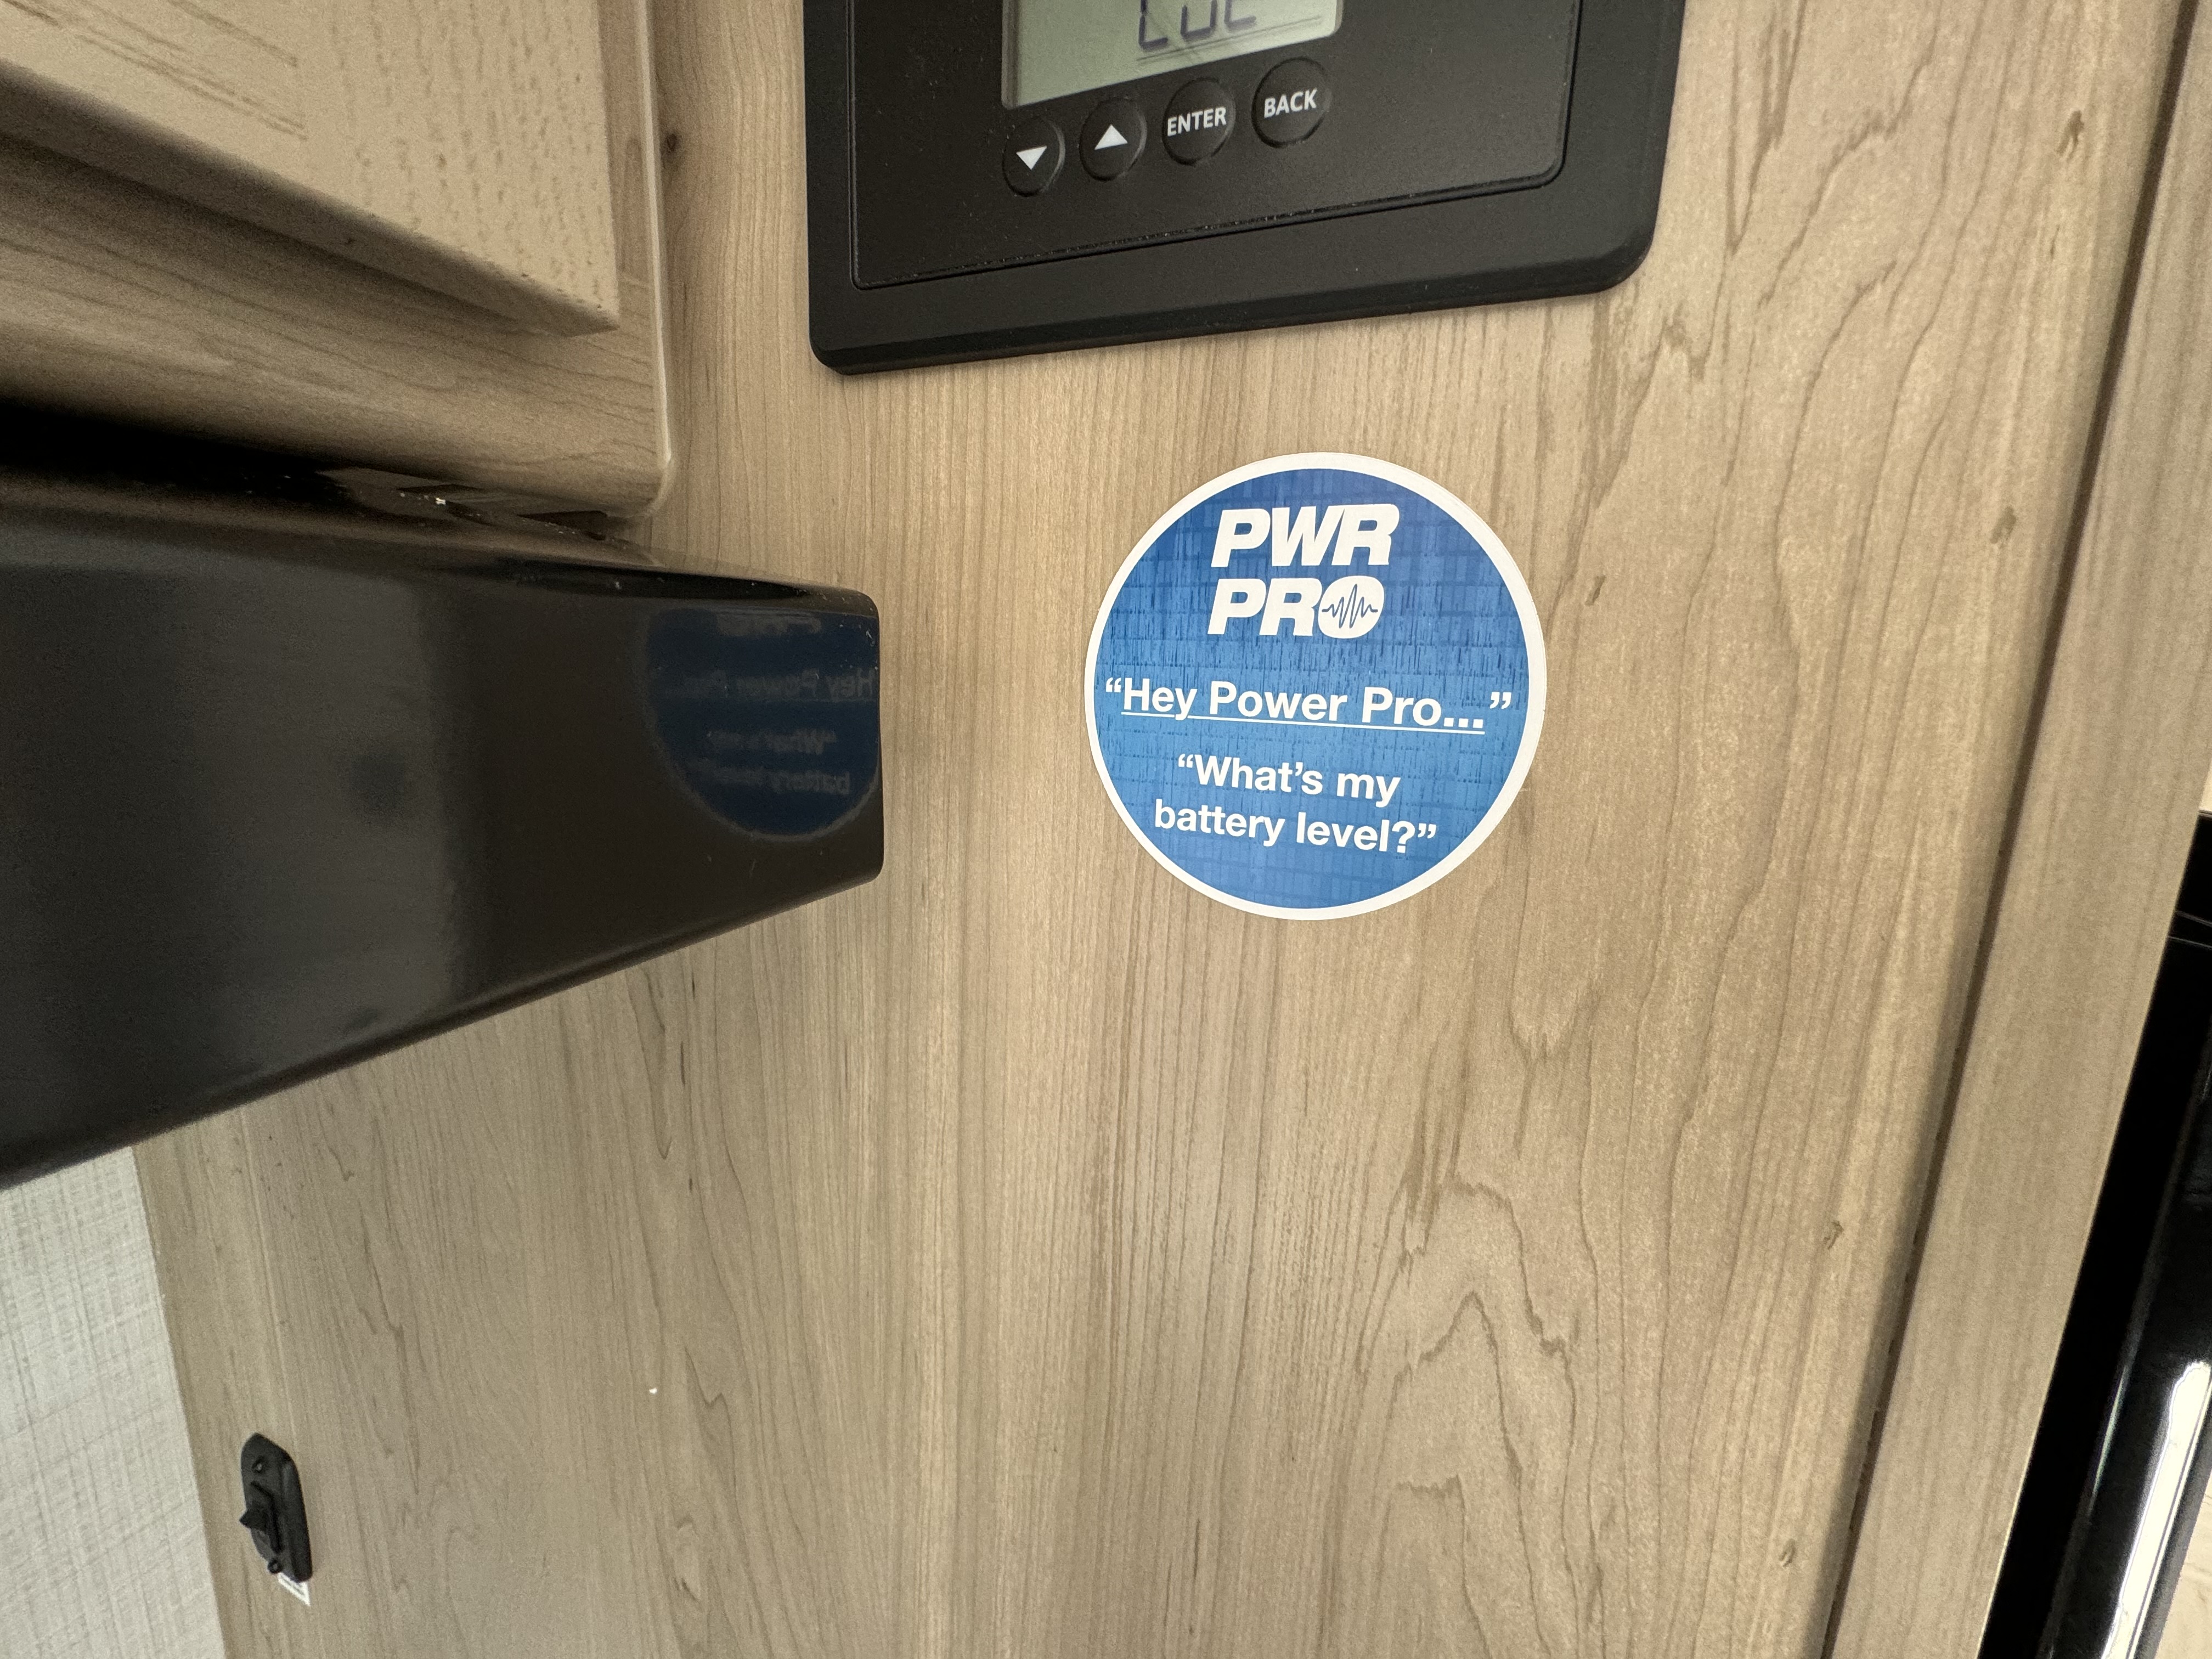 ENTER
BACK
PWR
PRO
“Hey Power Pro...”
“What’s my
battery level?”